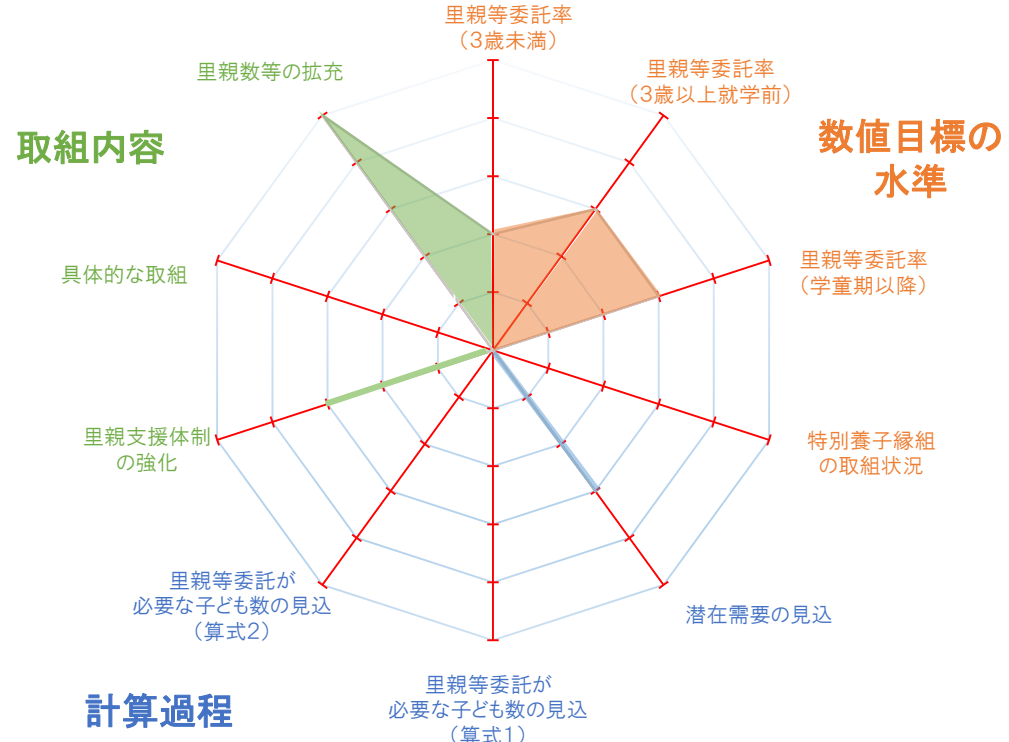 里親等委託率
（3歳未満）
里親等委託率
（3歳以上就学前）
数値目標の
水準
里親等委託率
（学童期以降）
特別養子縁組
の取組状況
潜在需要の見込
里親等委託が
必要な子ども数の見込
（算式1）
里親等委託が
必要な子ども数の見込
（算式2）
計算過程
里親支援体制
の強化
具体的な取組
取組内容
里親数等の拡充